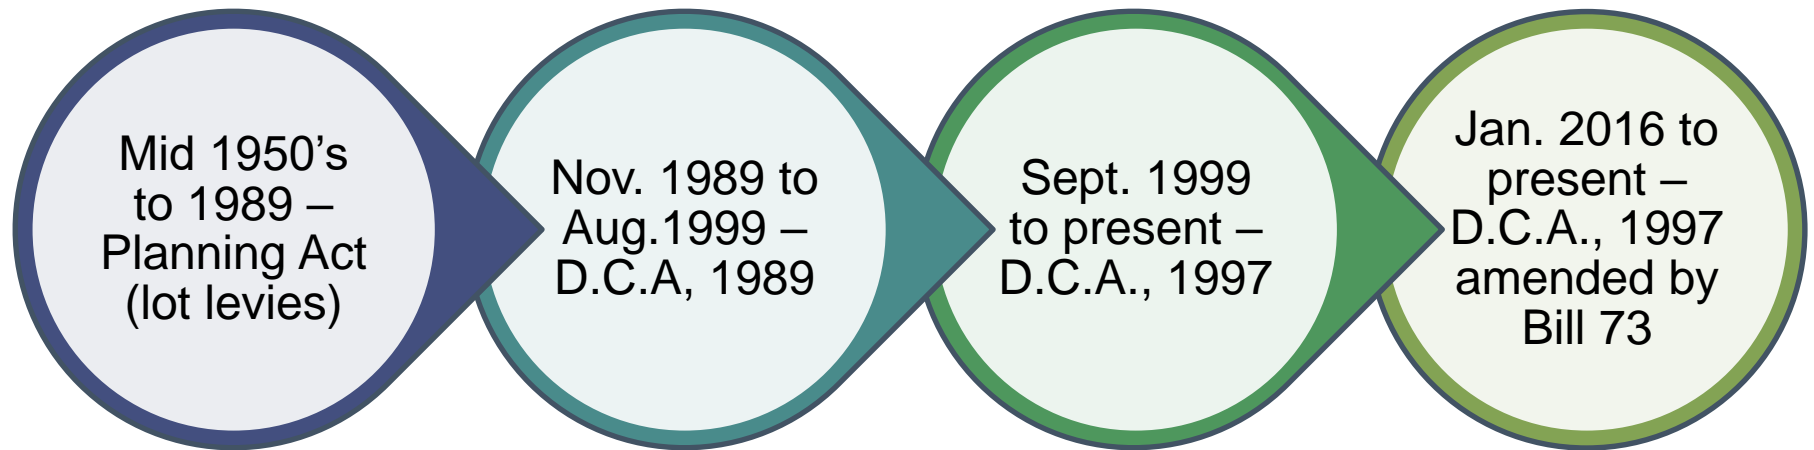 Mid 1950’s
to 1989 –
Planning Act
(lot levies)
Nov. 1989 to
Aug.1999 –
D.C.A, 1989
Sept. 1999
to present –
D.C.A., 1997
Jan. 2016 to
present –
D.C.A., 1997
amended by
Bill 73